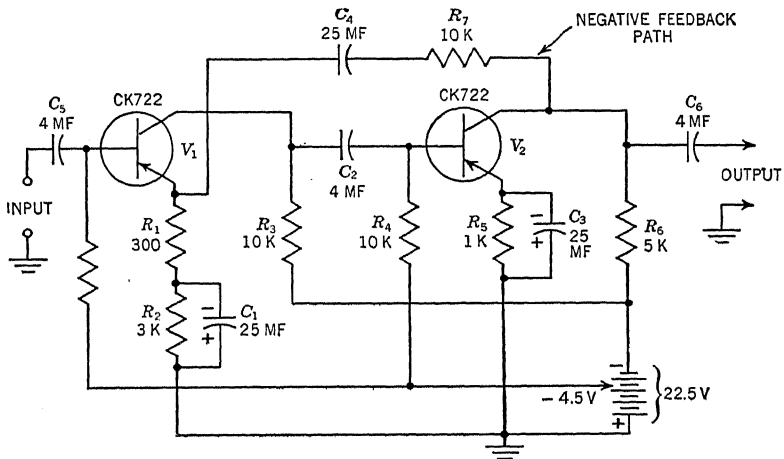 C4
25 MF
R7
10 K
NEGATIVE FEEDBACK
PATH
C5
4 MF
CK722
V1
CK722
V2
C6
4 MF
C2
4 MF
INPUT
OUTPUT
R1
300
R3
10 K
R4
10 K
R5
1 K
−
+
C3
25
MF
R6
5 K
R2
3 K
−
+
C1
25 MF
− 4.5 V
−
+
22.5 V